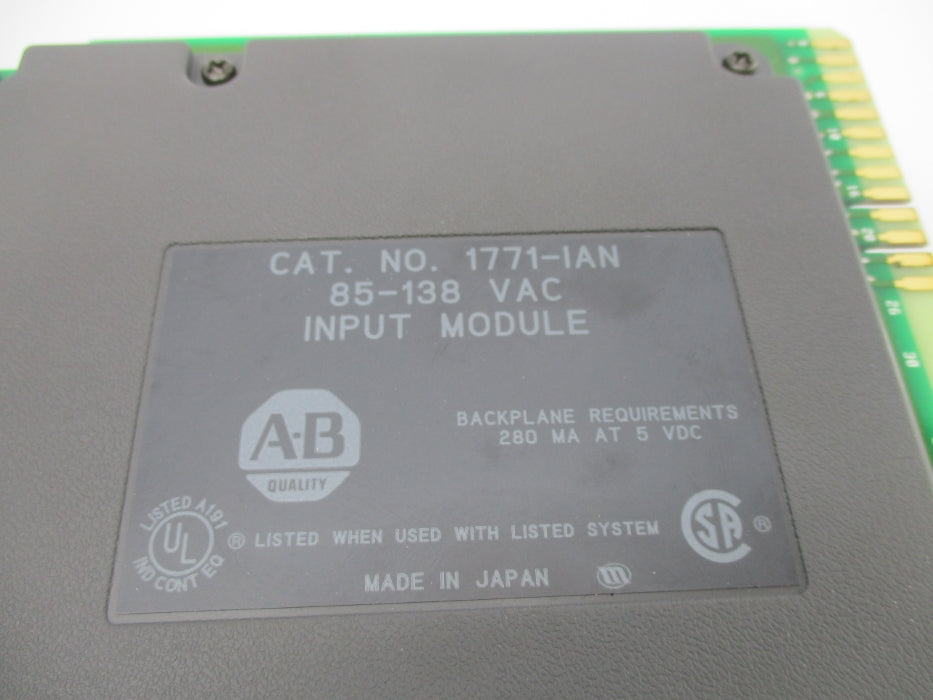 CAT. NO. 1771-IAN
85-138 VAC
INPUT MODULE
A-B
QUALITY
BACKPLANE REQUIREMENTS
280 MA AT 5 VDC
LISTED A191
UL
IND CONT EQ
® LISTED WHEN USED WITH LISTED SYSTEM
SA ®
MADE IN JAPAN